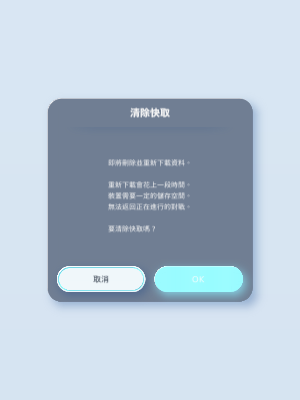 清除快取
即將刪除並重新下載資料。
重新下載會花上一段時間。
裝置需要一定的儲存空間。
無法返回正在進行的對戰。
要清除快取嗎？
取消
OK